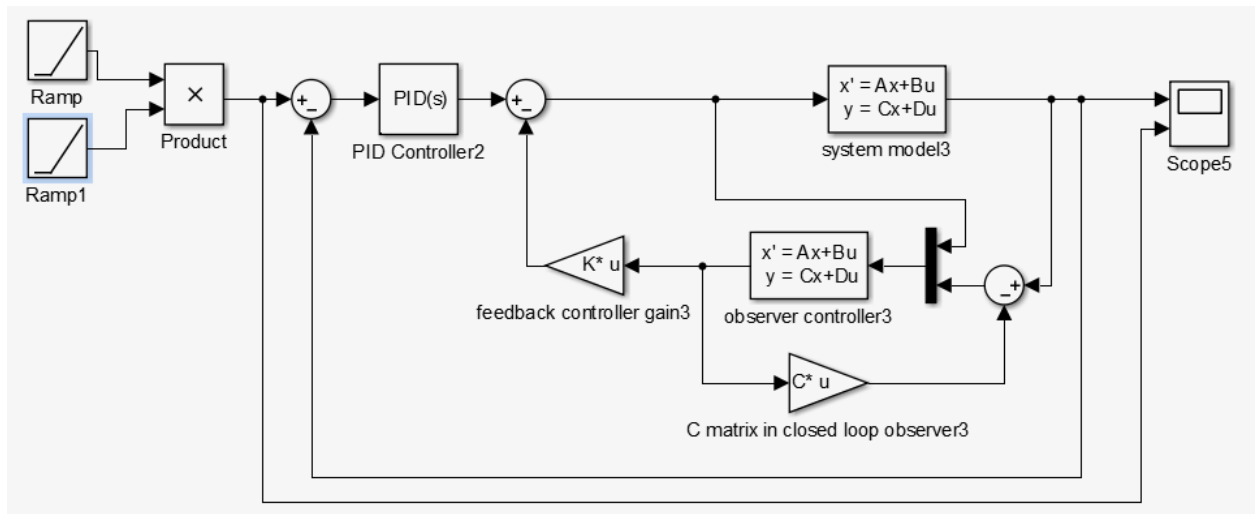 Ramp
×
Product
Ramp1
+
−
PID(s)
PID Controller2
+
−
x' = Ax+Bu
y = Cx+Du
system model3
Scope5
K* u
feedback controller gain3
x' = Ax+Bu
y = Cx+Du
observer controller3
−
+
C* u
C matrix in closed loop observer3